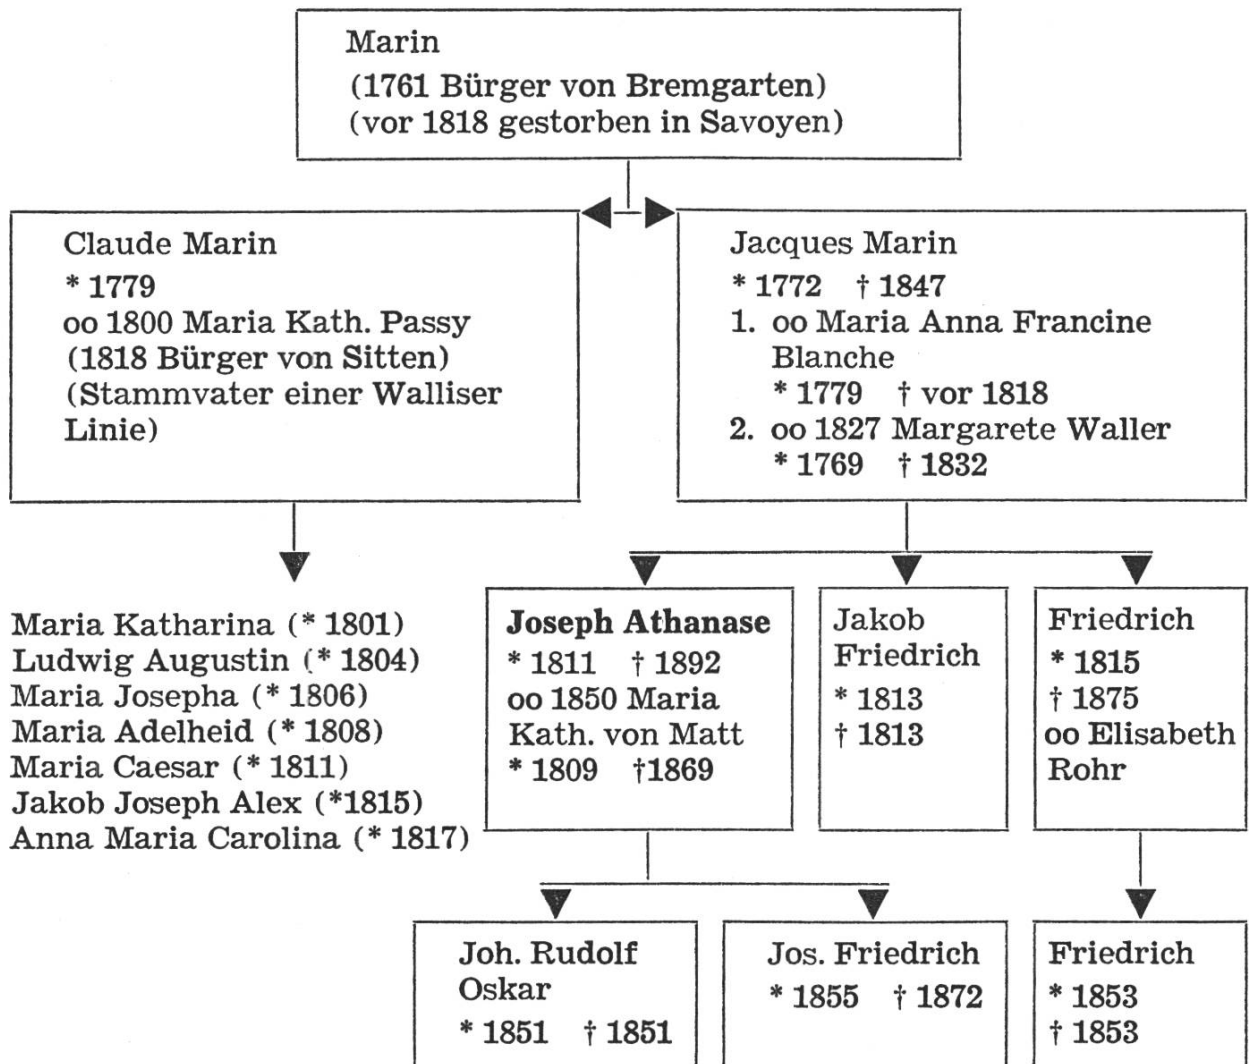 Marin
(1761 Bürger von Bremgarten)
(vor 1818 gestorben in Savoyen)
Claude Marin
* 1779
oo 1800 Maria Kath. Passy
(1818 Bürger von Sitten)
(Stammvater einer Walliser
Linie)
Jacques Marin
* 1772 † 1847
1. oo Maria Anna Francine
Blanche
* 1779 † vor 1818
2. oo 1827 Margarete Waller
* 1769 † 1832
Maria Katharina (* 1801)
Ludwig Augustin (* 1804)
Maria Josepha (* 1806)
Maria Adelheid (* 1808)
Maria Caesar (* 1811)
Jakob Joseph Alex (*1815)
Anna Maria Carolina (* 1817)
Joseph Athanase
* 1811 † 1892
oo 1850 Maria
Kath. von Matt
* 1809 †1869
Jakob
Friedrich
* 1813
† 1813
Friedrich
* 1815
† 1875
oo Elisabeth
Rohr
Joh. Rudolf
Oskar
* 1851 † 1851
Jos. Friedrich
* 1855 † 1872
Friedrich
* 1853
† 1853